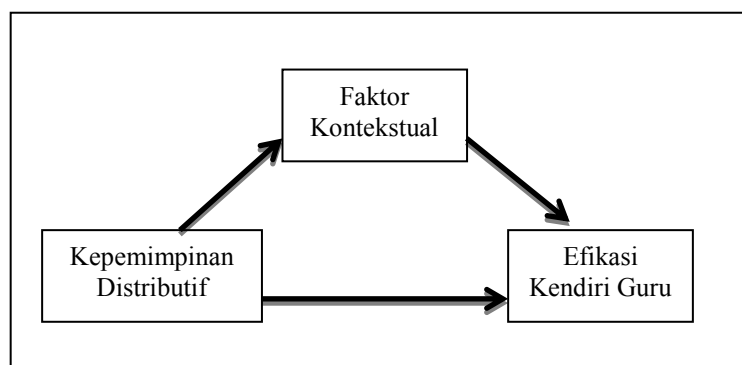 Faktor
Kontekstual
Kepemimpinan
Distributif
Efikasi
Kendiri Guru